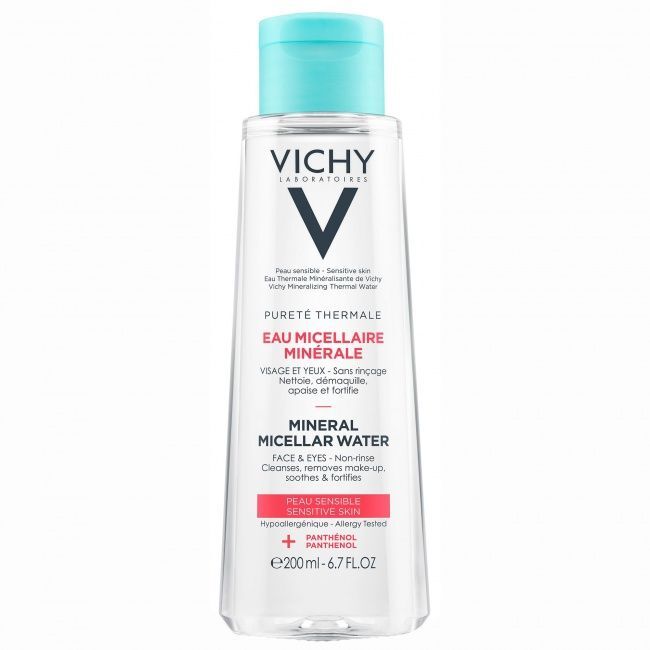 VICHY
LABORATOIRES
V
Peau sensible - Sensitive skin
Eau Thermale Minéralisante de Vichy
Vichy Mineralizing Thermal Water
PURETÉ THERMALE
EAU MICELLAIRE
MINÉRALE
VISAGE ET YEUX - Sans rinçage
Nettoie, démaquille,
apaise et fortifie
MINERAL
MICELLAR WATER
FACE & EYES - Non-rinse
Cleanses, removes make-up,
soothes & fortifies
PEAU SENSIBLE
SENSITIVE SKIN
Hypoallergénique - Allergy Tested
+ PANTHÉNOL
PANTHENOL
℮200 ml - 6.7 FL.OZ